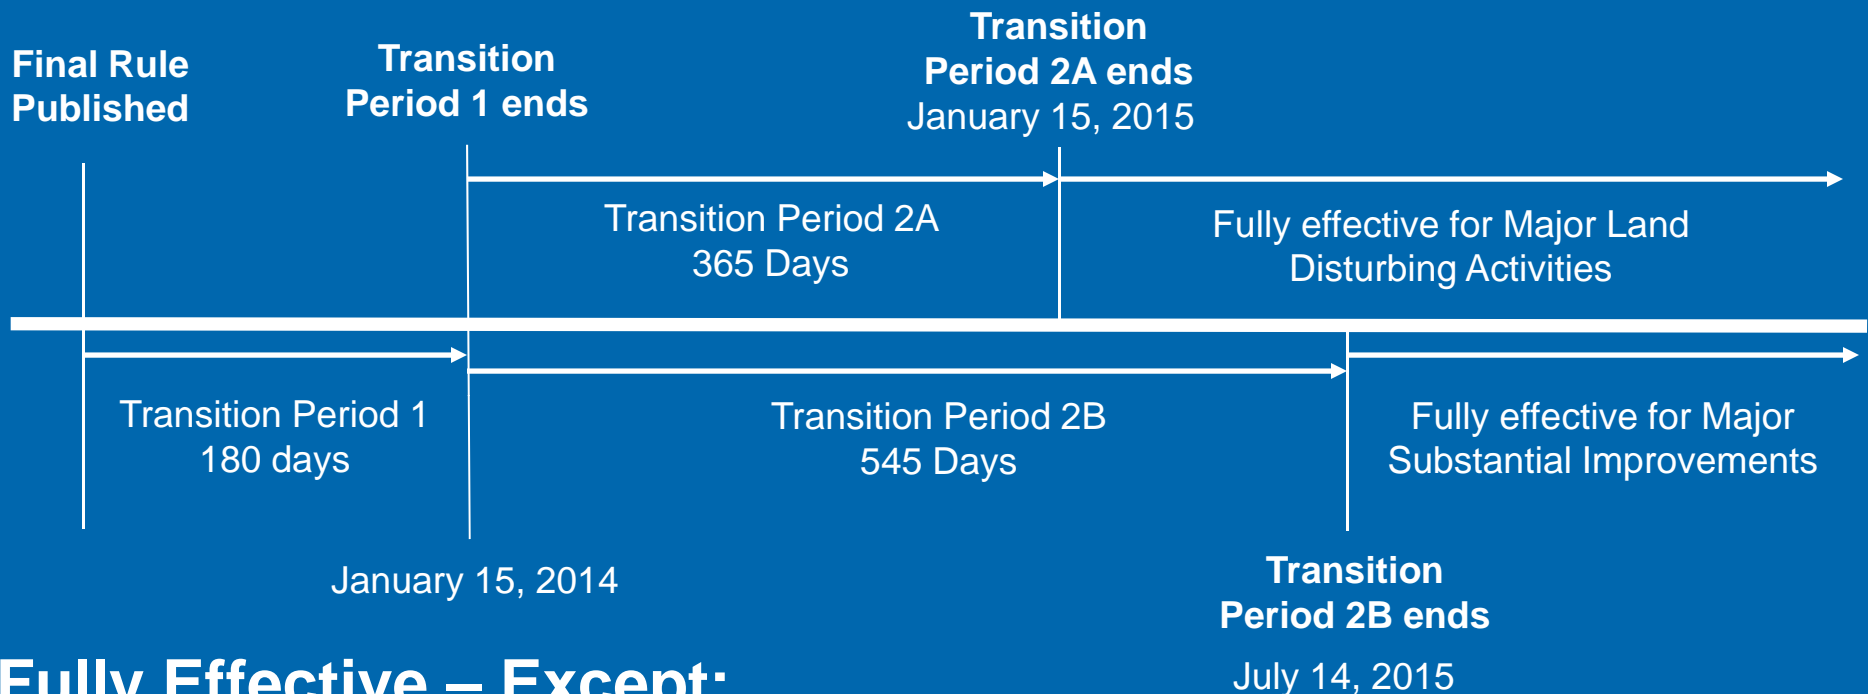 Final Rule
Published
Transition
Period 1 ends
Transition
Period 2A ends
January 15, 2015
Transition Period 2A
365 Days
Fully effective for Major Land
Disturbing Activities
Transition Period 1
180 days
Transition Period 2B
545 Days
Fully effective for Major
Substantial Improvements
January 15, 2014
Transition
Period 2B ends
July 14, 2015
Fully Effective – Except: